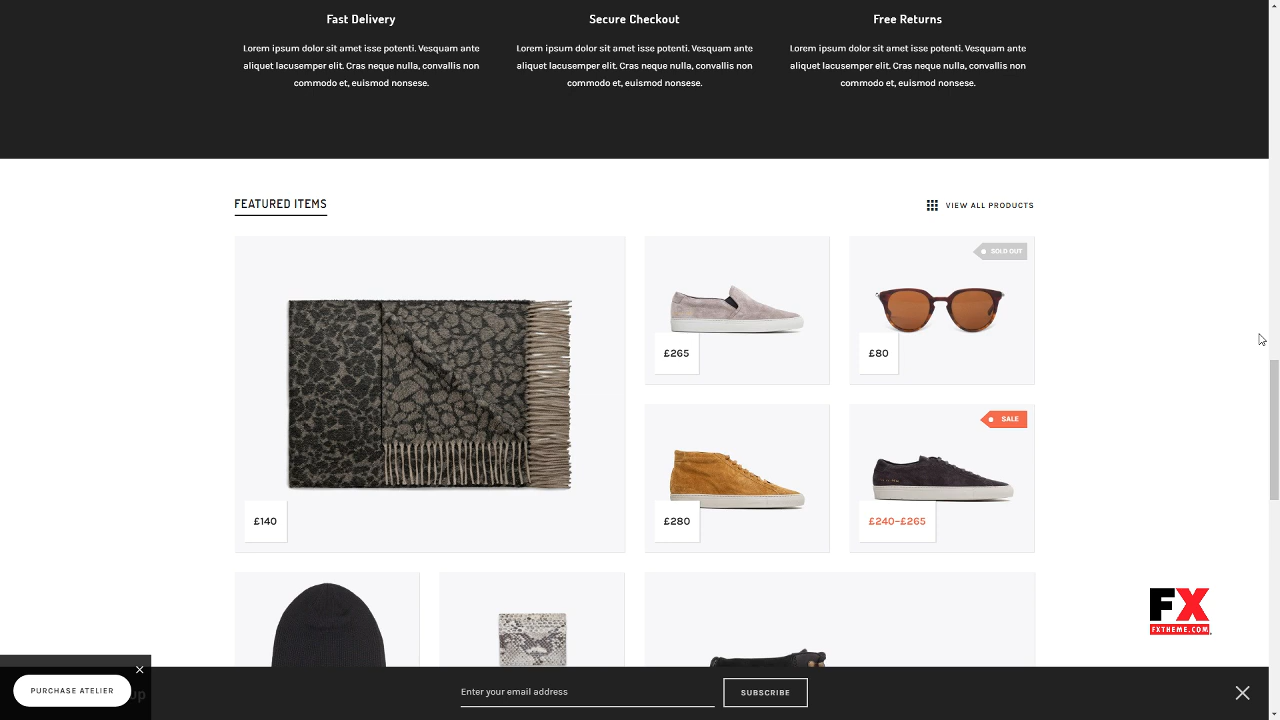 Fast Delivery
Lorem ipsum dolor sit amet isse potenti. Vesquam ante
aliquet lacusemper elit. Cras neque nulla, convallis non
commodo et, euismod nonsese.
Secure Checkout
Lorem ipsum dolor sit amet isse potenti. Vesquam ante
aliquet lacusemper elit. Cras neque nulla, convallis non
commodo et, euismod nonsese.
Free Returns
Lorem ipsum dolor sit amet isse potenti. Vesquam ante
aliquet lacusemper elit. Cras neque nulla, convallis non
commodo et, euismod nonsese.
FEATURED ITEMS
VIEW ALL PRODUCTS
£140
£265
SOLD OUT
£80
£280
SALE
£240–£265
FX
FXTHEME.COM
PURCHASE ATELIER
Enter your email address
SUBSCRIBE